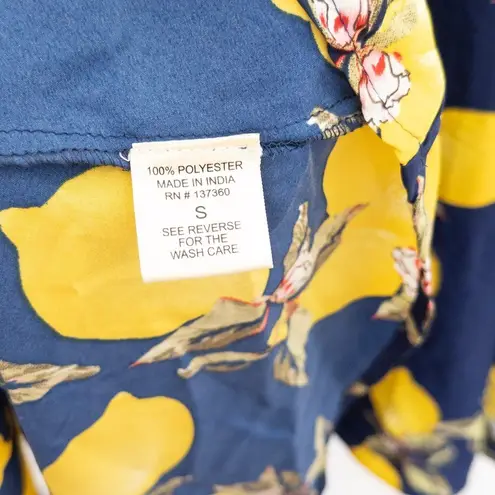 100% POLYESTER
MADE IN INDIA
RN # 137360
S
SEE REVERSE
FOR THE
WASH CARE